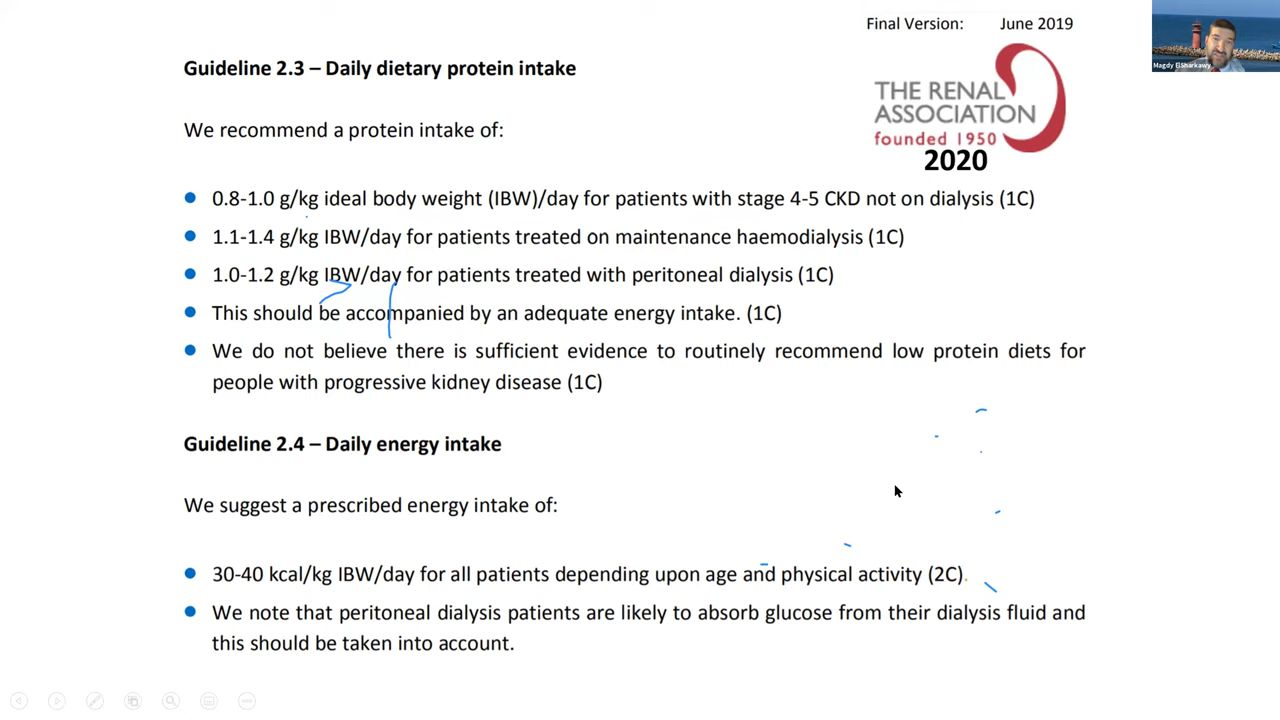 Final Version: June 2019
Magdy ElSharkawy
Guideline 2.3 – Daily dietary protein intake
THE RENAL
ASSOCIATION
founded 1950
2020
We recommend a protein intake of:
0.8-1.0 g/kg ideal body weight (IBW)/day for patients with stage 4-5 CKD not on dialysis (1C)
1.1-1.4 g/kg IBW/day for patients treated on maintenance haemodialysis (1C)
1.0-1.2 g/kg IBW/day for patients treated with peritoneal dialysis (1C)
This should be accompanied by an adequate energy intake. (1C)
We do not believe there is sufficient evidence to routinely recommend low protein diets for
people with progressive kidney disease (1C)
Guideline 2.4 – Daily energy intake
We suggest a prescribed energy intake of:
30-40 kcal/kg IBW/day for all patients depending upon age and physical activity (2C).
We note that peritoneal dialysis patients are likely to absorb glucose from their dialysis fluid and
this should be taken into account.